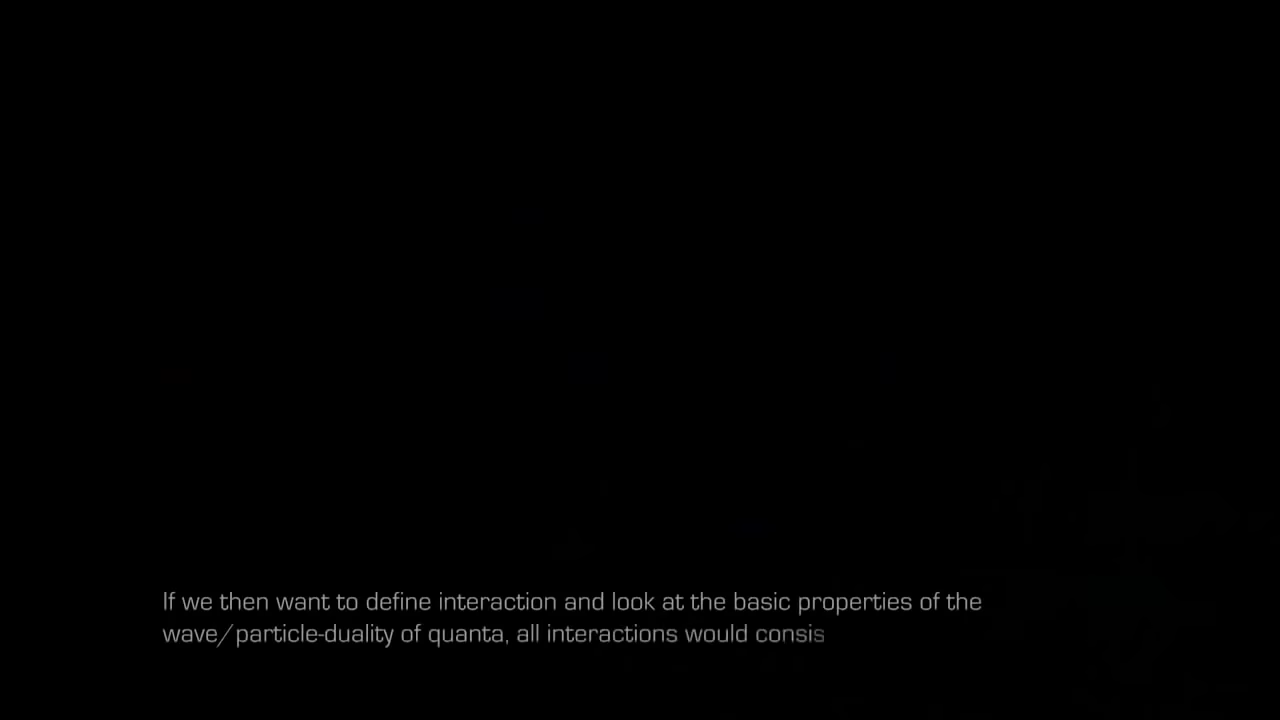 If we then want to define interaction and look at the basic properties of the
wave/particle-duality of quanta, all interactions would consis